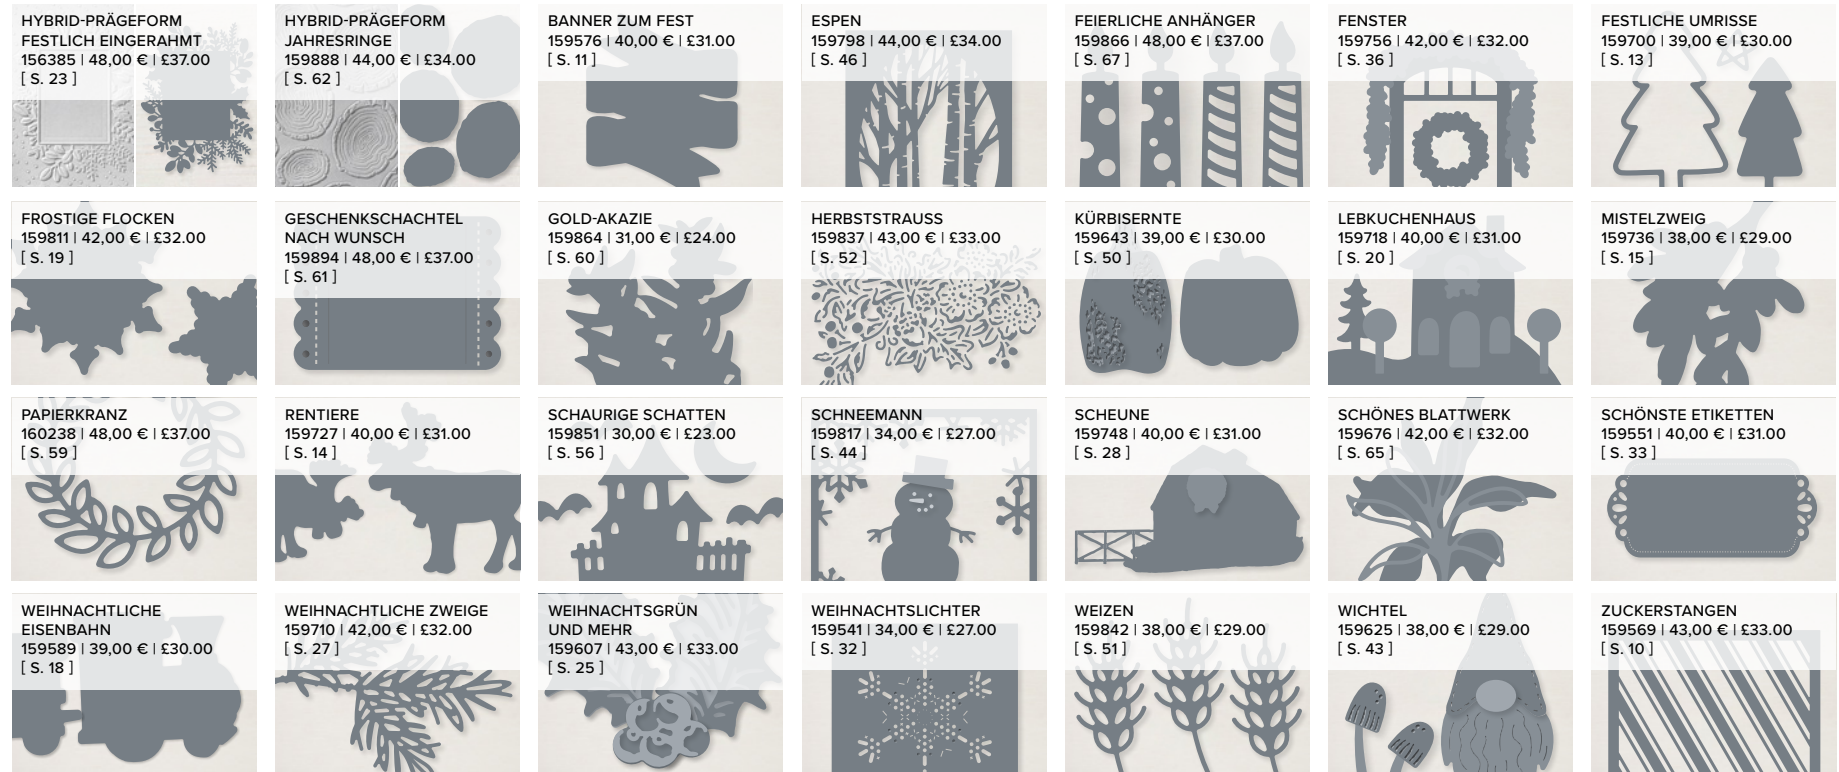 HYBRID-PRÄGEFORM
FESTLICH EINGERAHMT
156385 | 48,00 € | £37.00
[ S. 23 ]
HYBRID-PRÄGEFORM
JAHRESRINGE
159888 | 44,00 € | £34.00
[ S. 62 ]
BANNER ZUM FEST
159576 | 40,00 € | £31.00
[ S. 11 ]
ESPEN
159798 | 44,00 € | £34.00
[ S. 46 ]
FEIERLICHE ANHÄNGER
159866 | 48,00 € | £37.00
[ S. 67 ]
FENSTER
159756 | 42,00 € | £32.00
[ S. 36 ]
FESTLICHE UMRISSE
159700 | 39,00 € | £30.00
[ S. 13 ]
FROSTIGE FLOCKEN
159811 | 42,00 € | £32.00
[ S. 19 ]
GESCHENKSCHACHTEL
NACH WUNSCH
159894 | 48,00 € | £37.00
[ S. 61 ]
GOLD-AKAZIE
159864 | 31,00 € | £24.00
[ S. 60 ]
HERBSTSTRAUSS
159837 | 43,00 € | £33.00
[ S. 52 ]
KÜRBISERNTE
159643 | 39,00 € | £30.00
[ S. 50 ]
LEBKUCHENHAUS
159718 | 40,00 € | £31.00
[ S. 20 ]
MISTELZWEIG
159736 | 38,00 € | £29.00
[ S. 15 ]
PAPIERKRANZ
160238 | 48,00 € | £37.00
[ S. 59 ]
RENTIERE
159727 | 40,00 € | £31.00
[ S. 14 ]
SCHAURIGE SCHATTEN
159851 | 30,00 € | £23.00
[ S. 56 ]
SCHNEEMANN
159817 | 34,00 € | £27.00
[ S. 44 ]
SCHEUNE
159748 | 40,00 € | £31.00
[ S. 28 ]
SCHÖNES BLATTWERK
159676 | 42,00 € | £32.00
[ S. 65 ]
SCHÖNSTE ETIKETTEN
159551 | 40,00 € | £31.00
[ S. 33 ]
WEIHNACHTLICHE
EISENBAHN
159589 | 39,00 € | £30.00
[ S. 18 ]
WEIHNACHTLICHE ZWEIGE
159710 | 42,00 € | £32.00
[ S. 27 ]
WEIHNACHTSGRÜN
UND MEHR
159607 | 43,00 € | £33.00
[ S. 25 ]
WEIHNACHTSLICHTER
159541 | 34,00 € | £27.00
[ S. 32 ]
WEIZEN
159842 | 38,00 € | £29.00
[ S. 51 ]
WICHTEL
159625 | 38,00 € | £29.00
[ S. 43 ]
ZUCKERSTANGEN
159569 | 43,00 € | £33.00
[ S. 10 ]